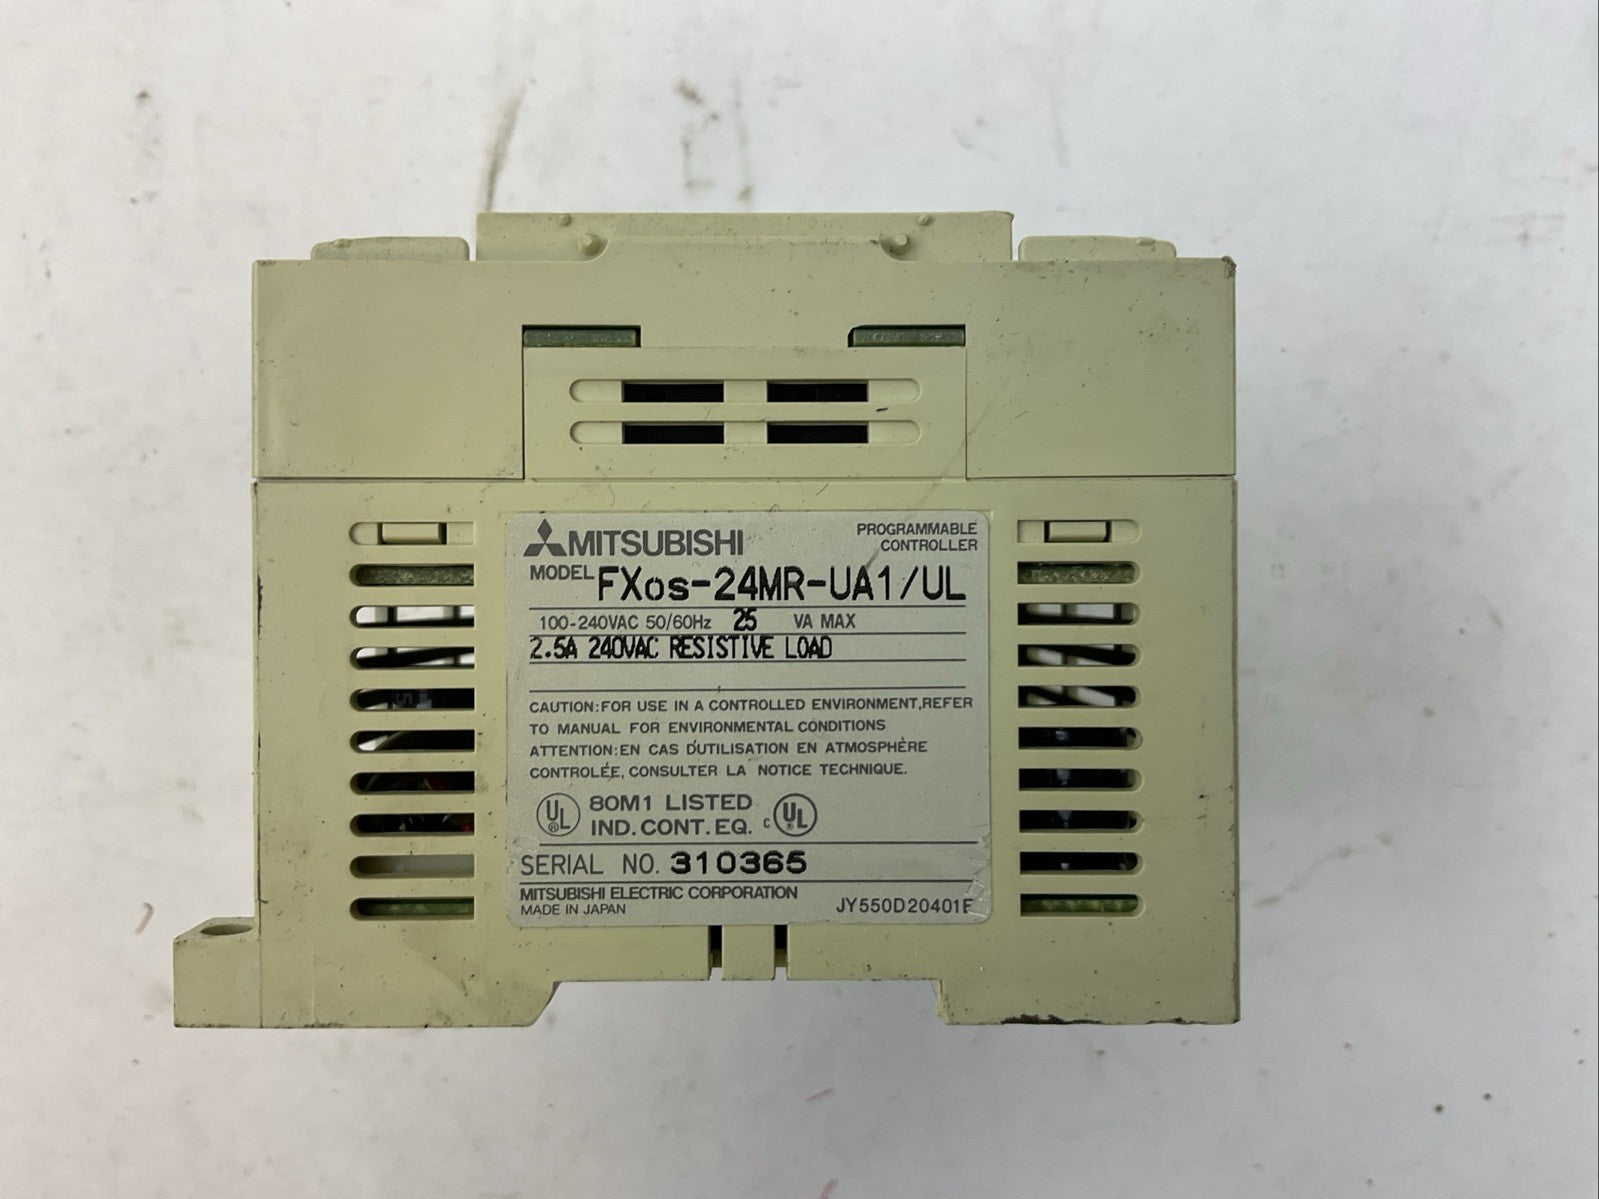 MITSUBISHI
PROGRAMMABLE
CONTROLLER
MODEL FXos-24MR-UA1/UL
100-240VAC 50/60Hz 25 VA MAX
2.5A 240VAC RESISTIVE LOAD
CAUTION:FOR USE IN A CONTROLLED ENVIRONMENT,REFER
TO MANUAL FOR ENVIRONMENTAL CONDITIONS
ATTENTION:EN CAS D'UTILISATION EN ATMOSPHÈRE
CONTROLÉE, CONSULTER LA NOTICE TECHNIQUE.
UL ® 80M1 LISTED
IND. CONT. EQ. c UL ®
SERIAL NO. 310365
MITSUBISHI ELECTRIC CORPORATION
MADE IN JAPAN
JY550D20401F